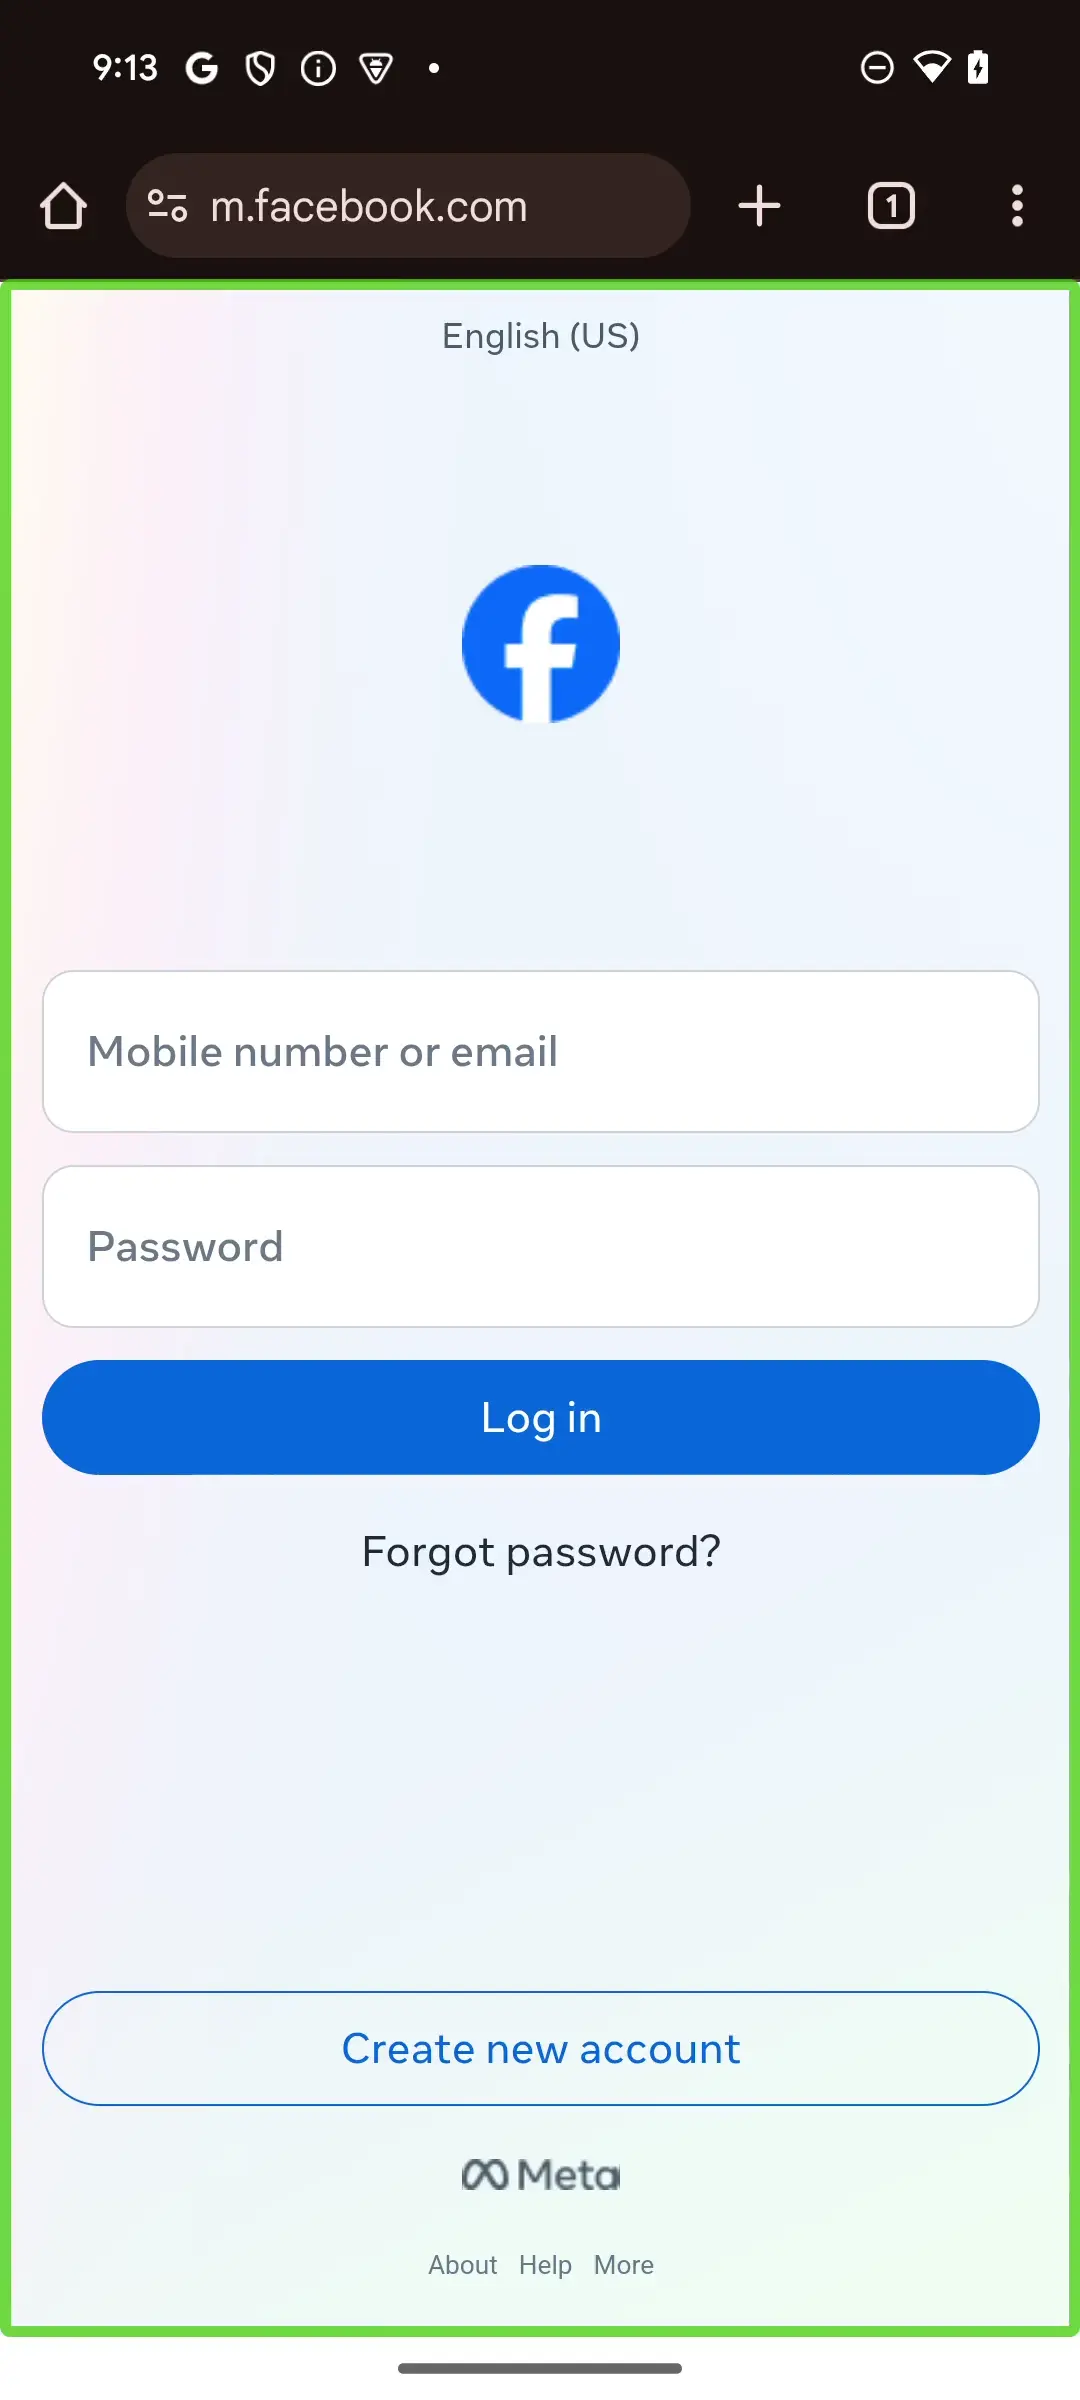 9:13
m.facebook.com
1
English (US)
Mobile number or email
Password
Log in
Forgot password?
Create new account
Meta
About Help More